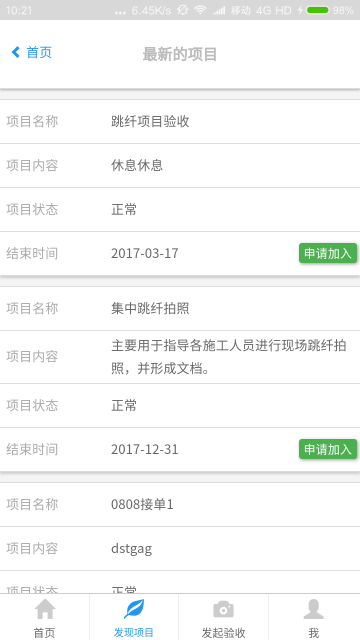 10:21
... 6.45K/s 移动 4G HD 98%
首页
最新的项目
项目名称 跳纤项目验收
项目内容 休息休息
项目状态 正常
结束时间 2017-03-17 申请加入
项目名称 集中跳纤拍照
项目内容 主要用于指导各施工人员进行现场跳纤拍
照，并形成文档。
项目状态 正常
结束时间 2017-12-31 申请加入
项目名称 0808接单1
项目内容 dstgag
项目状态 正常
首页 发现项目 发起验收 我